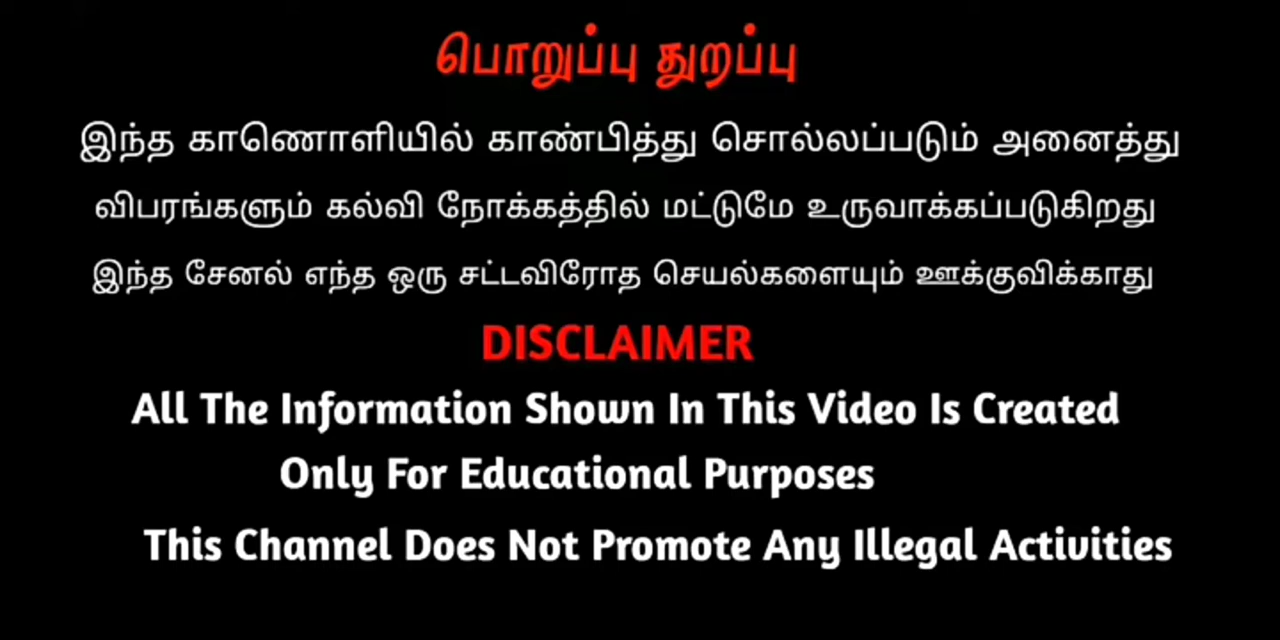 பொறுப்பு துறப்பு
இந்த காணொளியில் காண்பித்து சொல்லப்படும் அனைத்து
விபரங்களும் கல்வி நோக்கத்தில் மட்டுமே உருவாக்கப்படுகிறது
இந்த சேனல் எந்த ஒரு சட்டவிரோத செயல்களையும் ஊக்குவிக்காது
DISCLAIMER
All The Information Shown In This Video Is Created
Only For Educational Purposes
This Channel Does Not Promote Any Illegal Activities